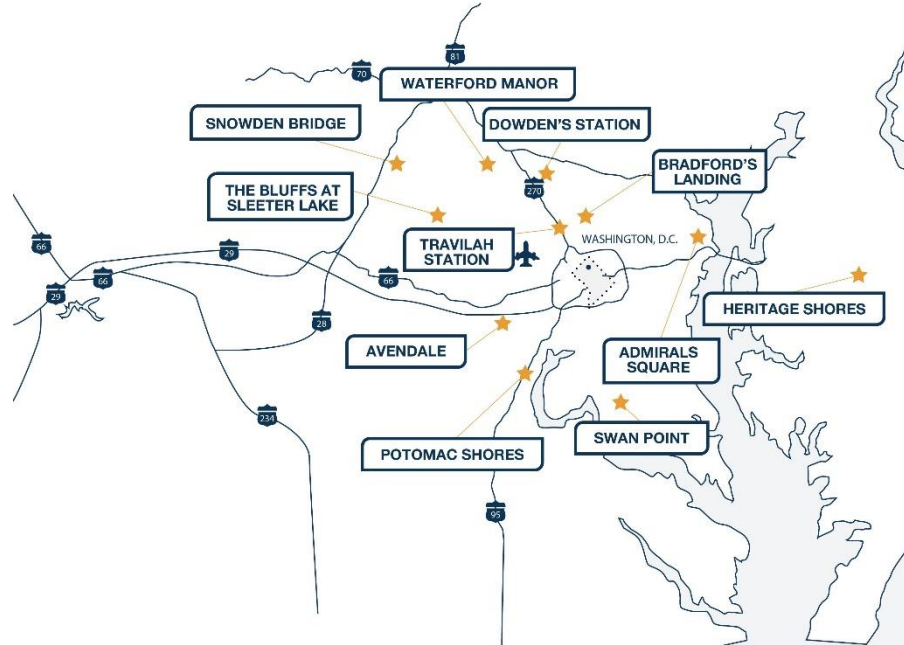 81
70
WATERFORD MANOR
SNOWDEN BRIDGE
DOWDEN'S STATION
BRADFORD'S
LANDING
270
THE BLUFFS AT
SLEETER LAKE
TRAVILAH
STATION
WASHINGTON, D.C.
66
29
66
66
29
HERITAGE SHORES
28
AVENDALE
ADMIRALS
SQUARE
234
SWAN POINT
POTOMAC SHORES
95